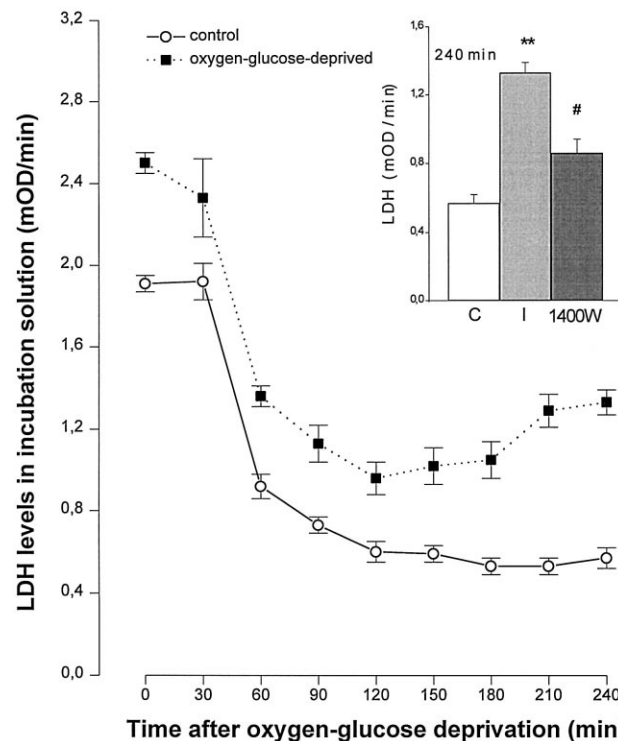 control
oxygen-glucose-deprived
LDH levels in incubation solution (mOD/min)
3,2
2,8
2,4
2,0
1,6
1,2
0,8
0,4
0,0
0 30 60 90 120 150 180 210 240
Time after oxygen-glucose deprivation (min
240 min
LDH (mOD / min)
1,6
1,2
0,8
0,4
0,0
**
#
C I 1400W